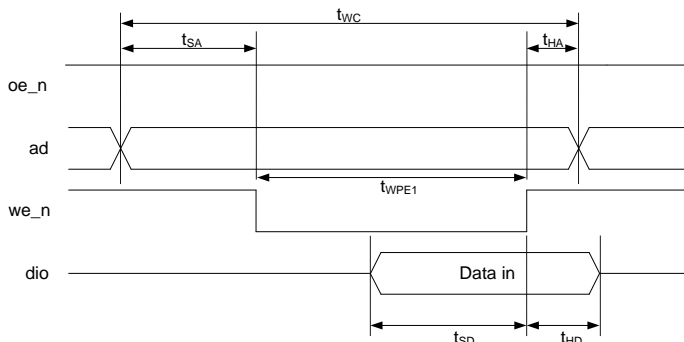 tWC
tSA
tHA
oe_n
ad
tWPE1
we_n
dio
Data in
tSD
tHD